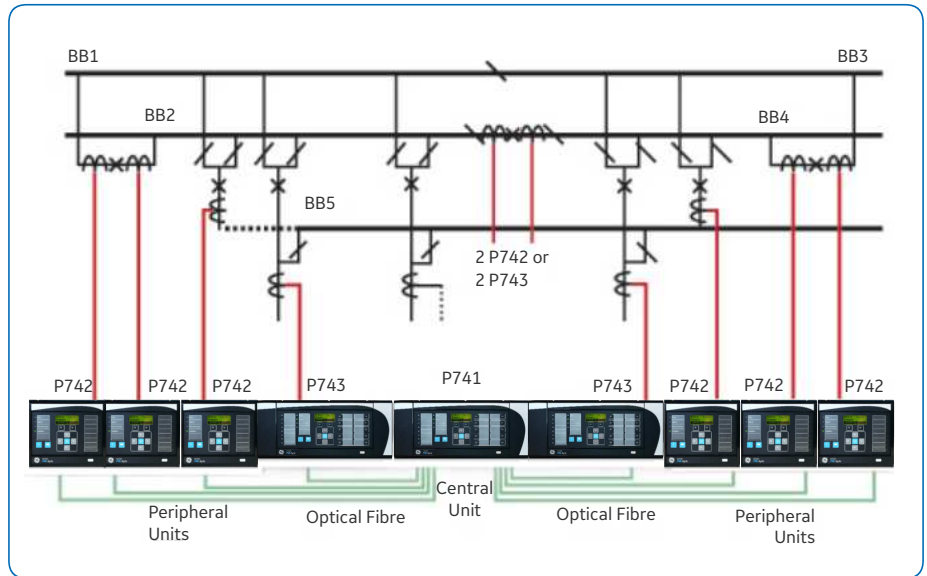 BB1
BB3
BB2
BB4
BB5
2 P742 or
2 P743
P742
P742
P742
P743
P741
P743
P742
P742
P742
Peripheral
Units
Optical Fibre
Central
Unit
Optical Fibre
Peripheral
Units